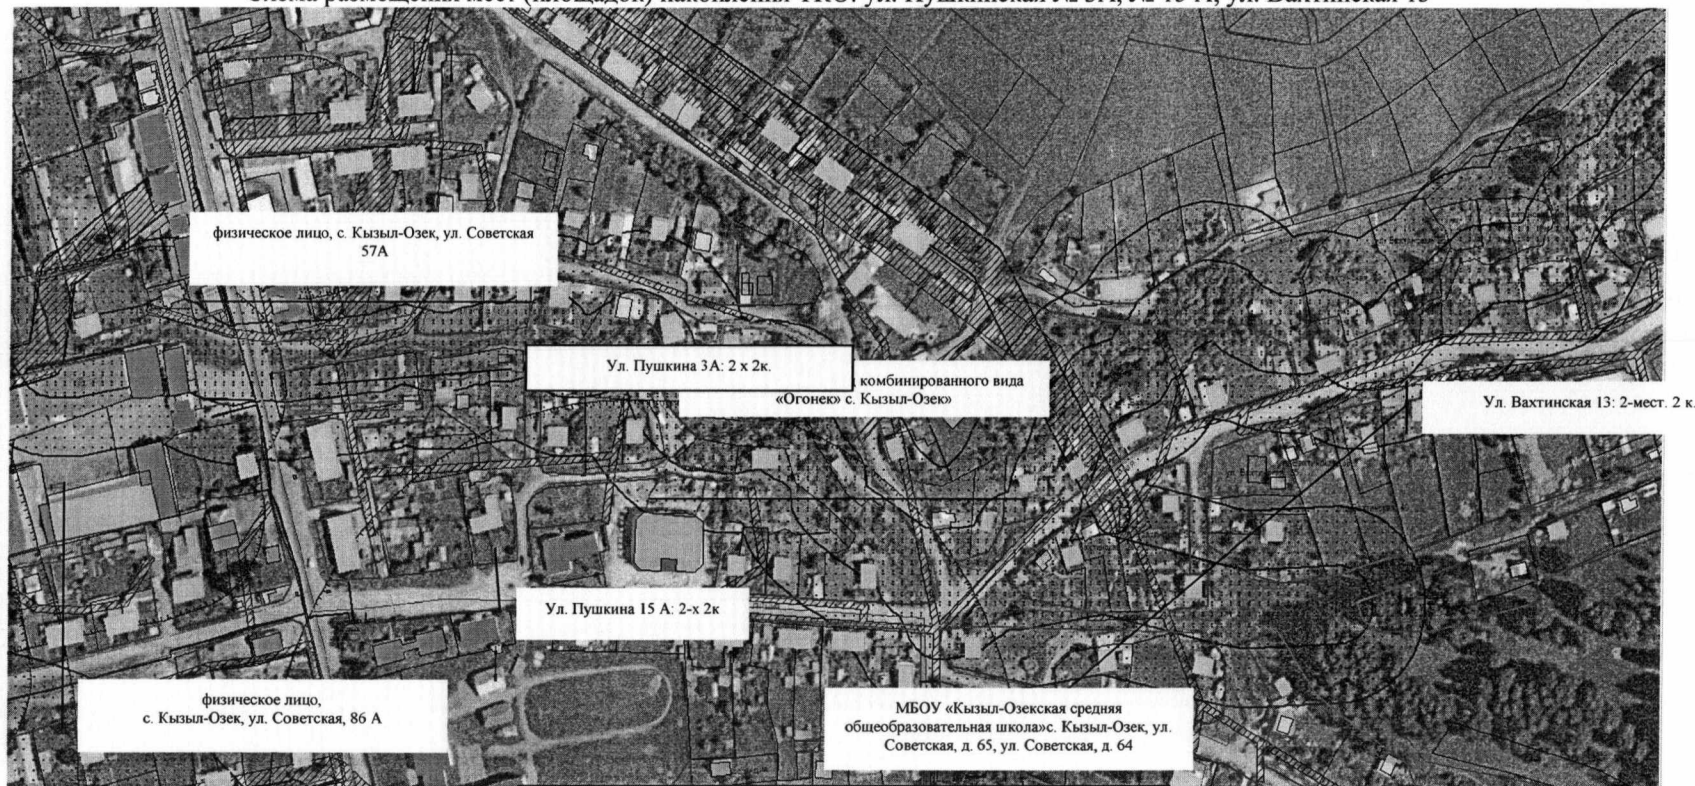 физическое лицо, с. Кызыл-Озек, ул. Советская
57А
Ул. Пушкина 3А: 2 х 2к.
комбинированного вида
«Огонек» с. Кызыл-Озек»
Ул. Вахтинская 13: 2-мест. 2 к.
Ул. Пушкина 15 А: 2-х 2к
физическое лицо,
с. Кызыл-Озек, ул. Советская, 86 А
МБОУ «Кызыл-Озекская средняя
общеобразовательная школа»с. Кызыл-Озек, ул.
Советская, д. 65, ул. Советская, д. 64